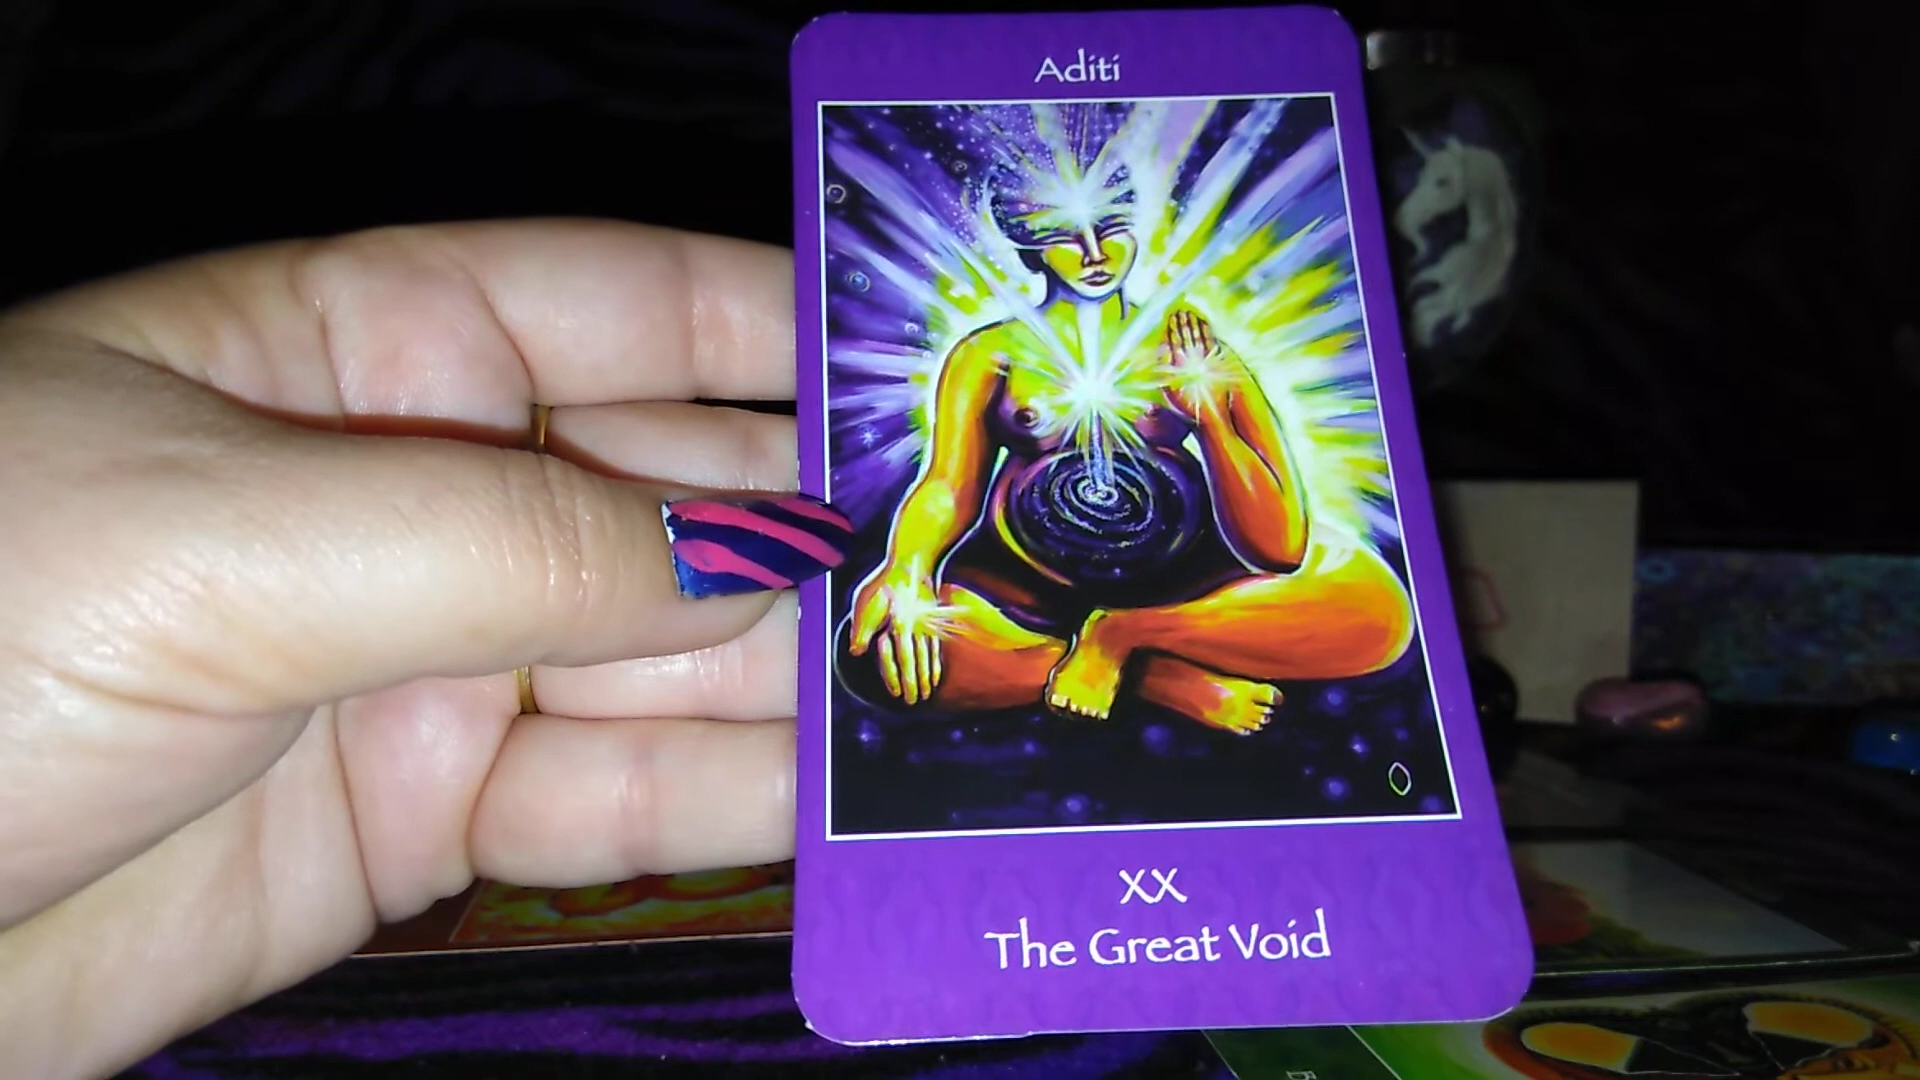 Aditi
XX
The Great Void